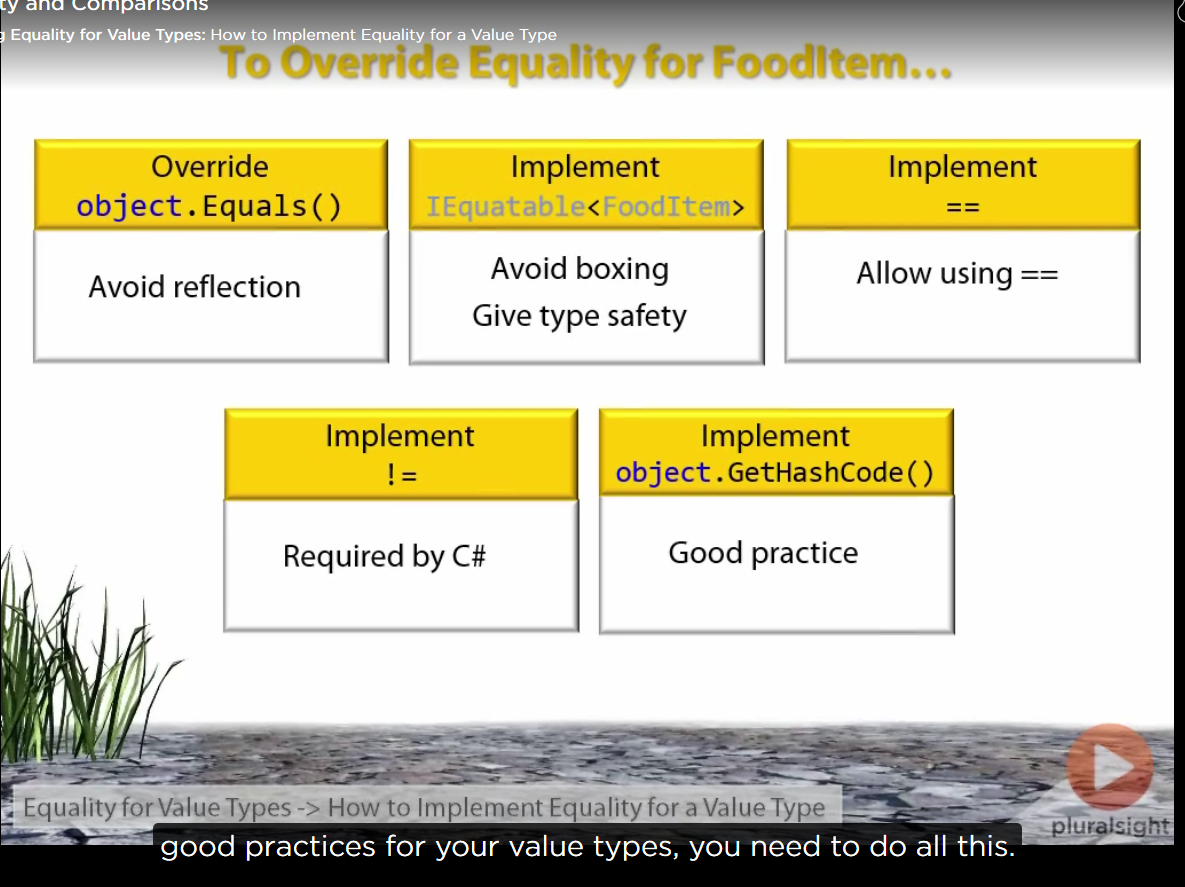 ty and Comparisons
g Equality for Value Types: How to Implement Equality for a Value Type
To Override Equality for FoodItem...
Override
object.Equals()
Avoid reflection
Implement
IEquatable<FoodItem>
Avoid boxing
Give type safety
Implement
==
Allow using ==
Implement
!=
Required by C#
Implement
object.GetHashCode()
Good practice
Equality for Value Types -> How to Implement Equality for a Value Type
pluralsight
good practices for your value types, you need to do all this.